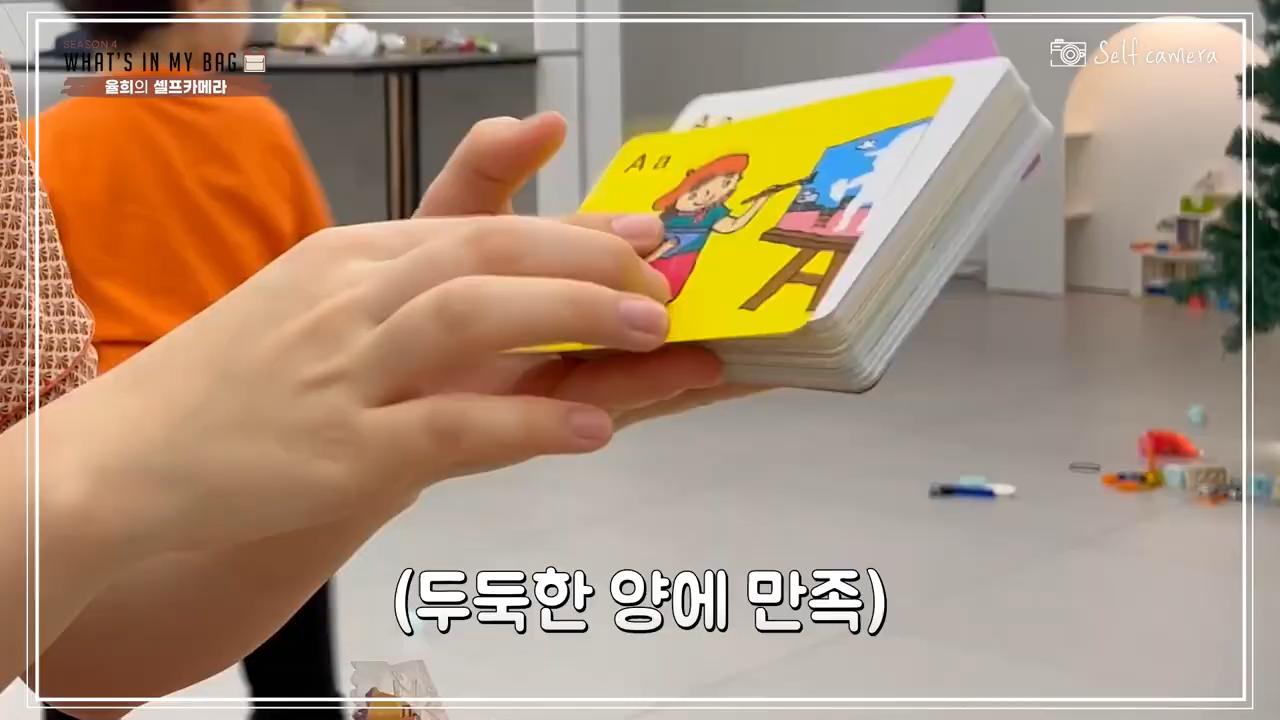 SEASON 4
WHAT'S IN MY BAG
율희의 셀프카메라
Self camera
A a
(두둑한 양에 만족)